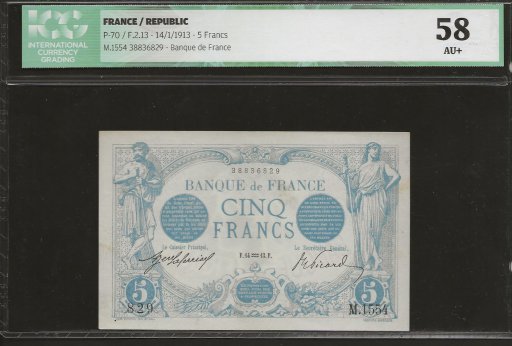 ICG
INTERNATIONAL
CURRENCY
GRADING
FRANCE / REPUBLIC
P-70 / F.2.13 - 14/1/1913 - 5 Francs
M.1554 38836829 - Banque de France
58
AU+
38836829
BANQUE de FRANCE
CINQ
FRANCS
Le Caissier Principal,
Le Secrétaire Général,
5
829
5
M.1554